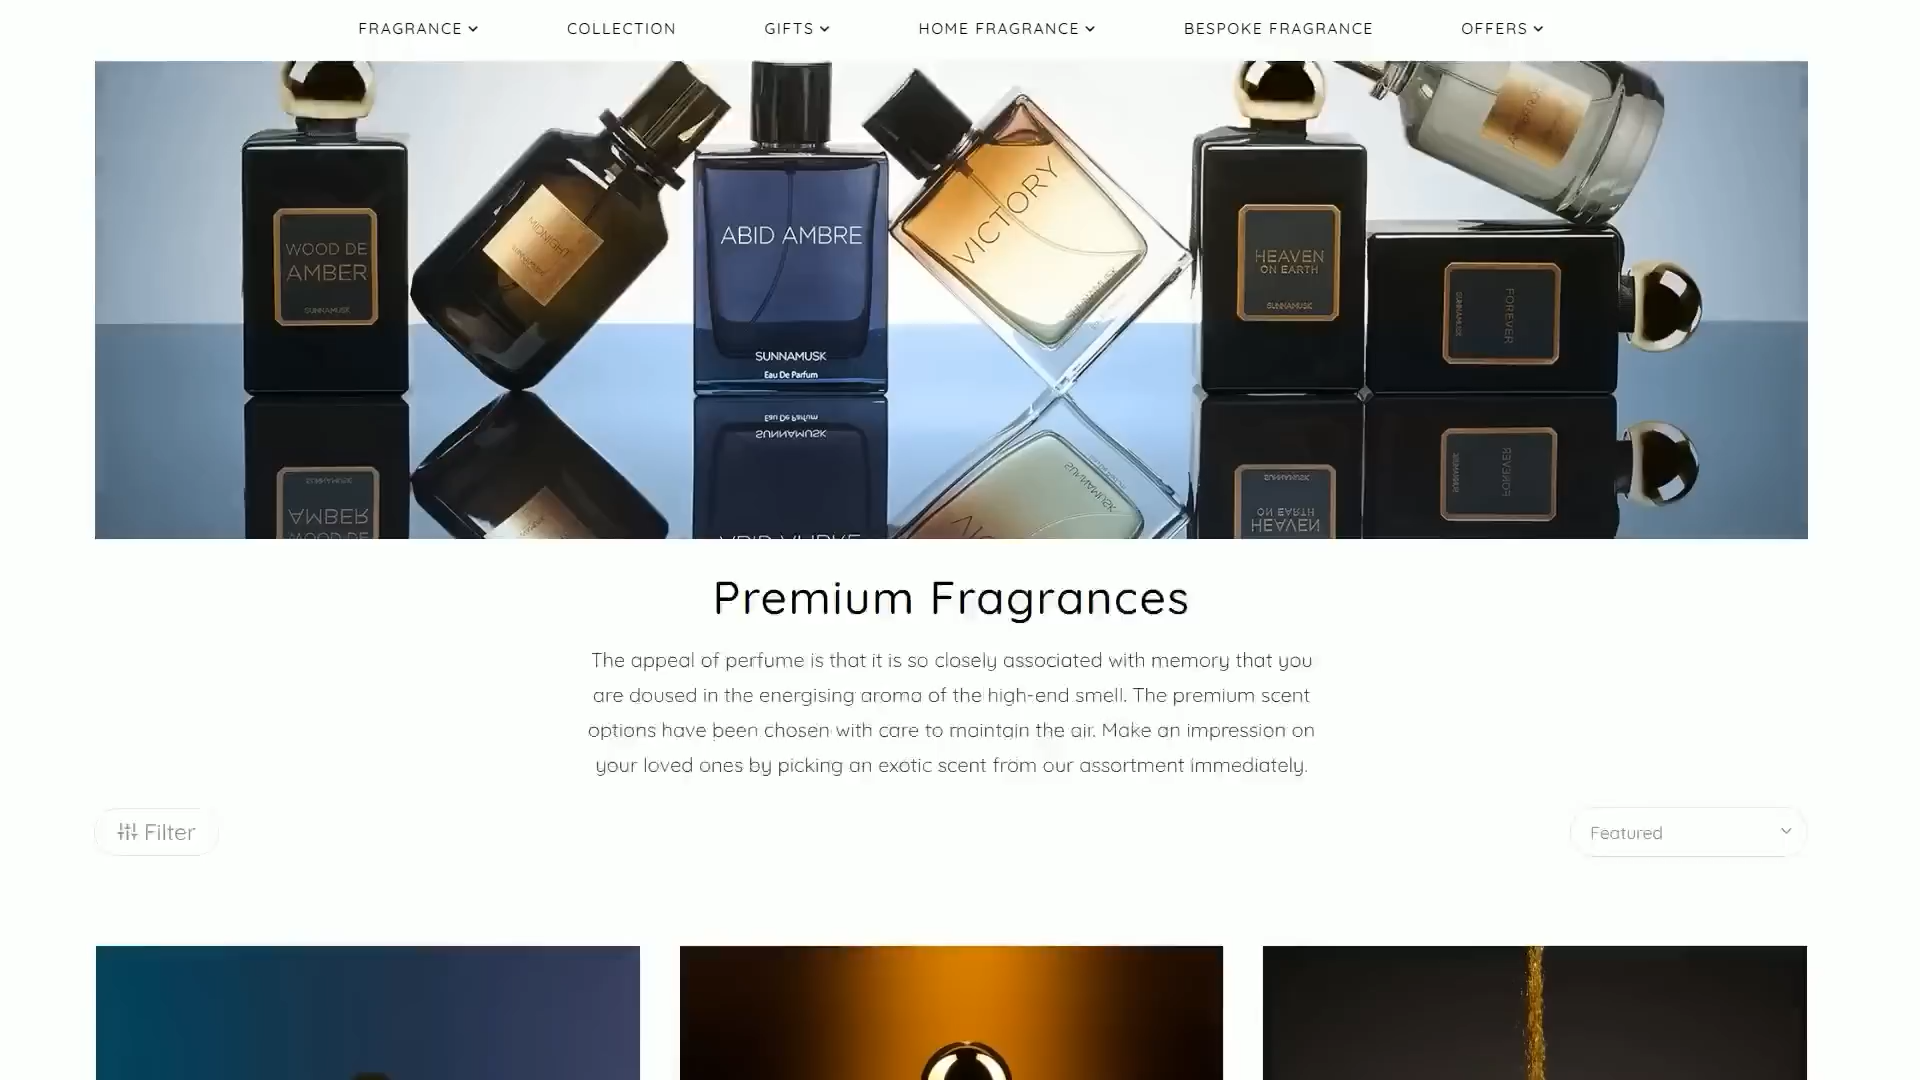 FRAGRANCE
COLLECTION
GIFTS
HOME FRAGRANCE
BESPOKE FRAGRANCE
OFFERS
WOOD DE
AMBER
SUNNAMUSK
MIDNIGHT
ABID AMBRE
SUNNAMUSK
Eau De Parfum
VICTORY
SUNNAMUSK
HEAVEN
ON EARTH
SUNNAMUSK
FOREVER
SUNNAMUSK
Premium Fragrances
The appeal of perfume is that it is so closely associated with memory that you
are doused in the energising aroma of the high-end smell. The premium scent
options have been chosen with care to maintain the air. Make an impression on
your loved ones by picking an exotic scent from our assortment immediately.
Filter
Featured